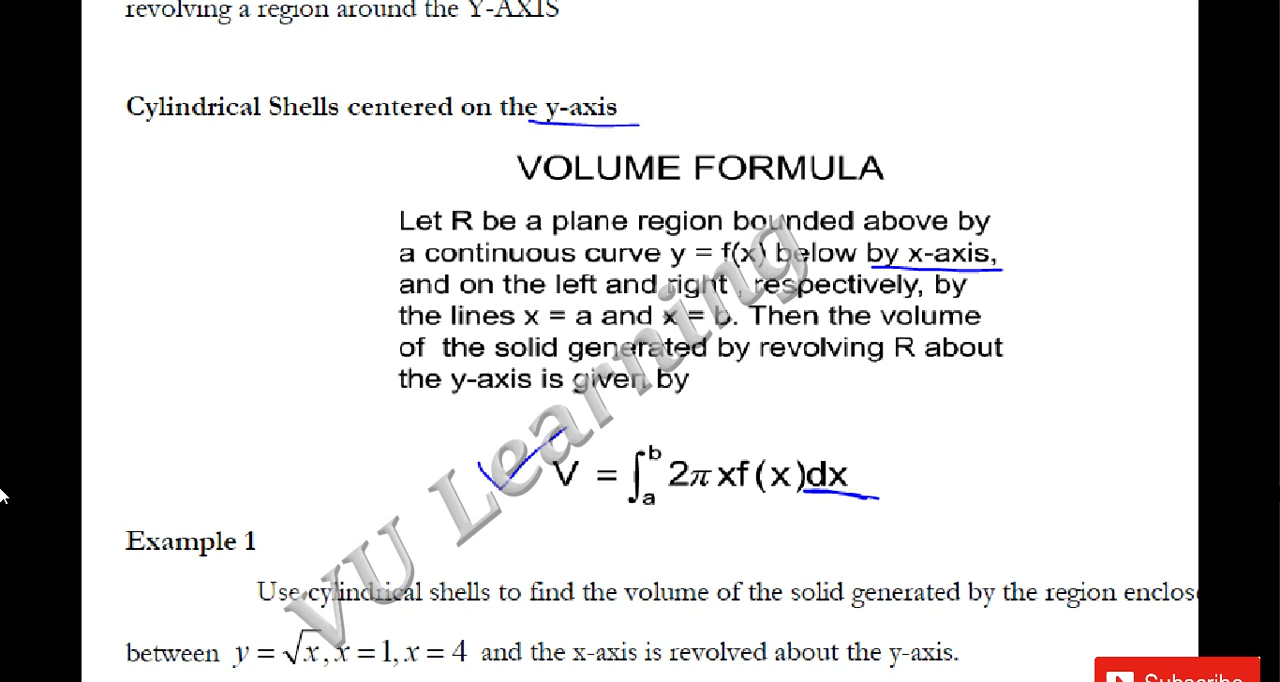 revolving a region around the Y-AXIS
Cylindrical Shells centered on the y-axis
VOLUME FORMULA
Let R be a plane region bounded above by
a continuous curve y = f(x) below by x-axis,
and on the left and right , respectively, by
the lines x = a and x = b. Then the volume
of the solid generated by revolving R about
the y-axis is given by
V = ∫_a^b 2π xf(x)dx
VU Learning
Example 1
Use cylindrical shells to find the volume of the solid generated by the region
between y = √x, x = 1, x = 4 and the x-axis is revolved about the y-axis.
Subscribe